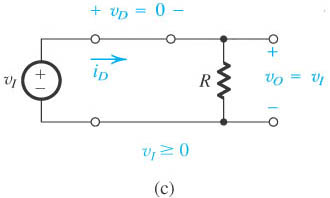 + v_D = 0 −
i_D
v_I
+
−
R
+
v_O = v_I
−
v_I ≥ 0
(c)